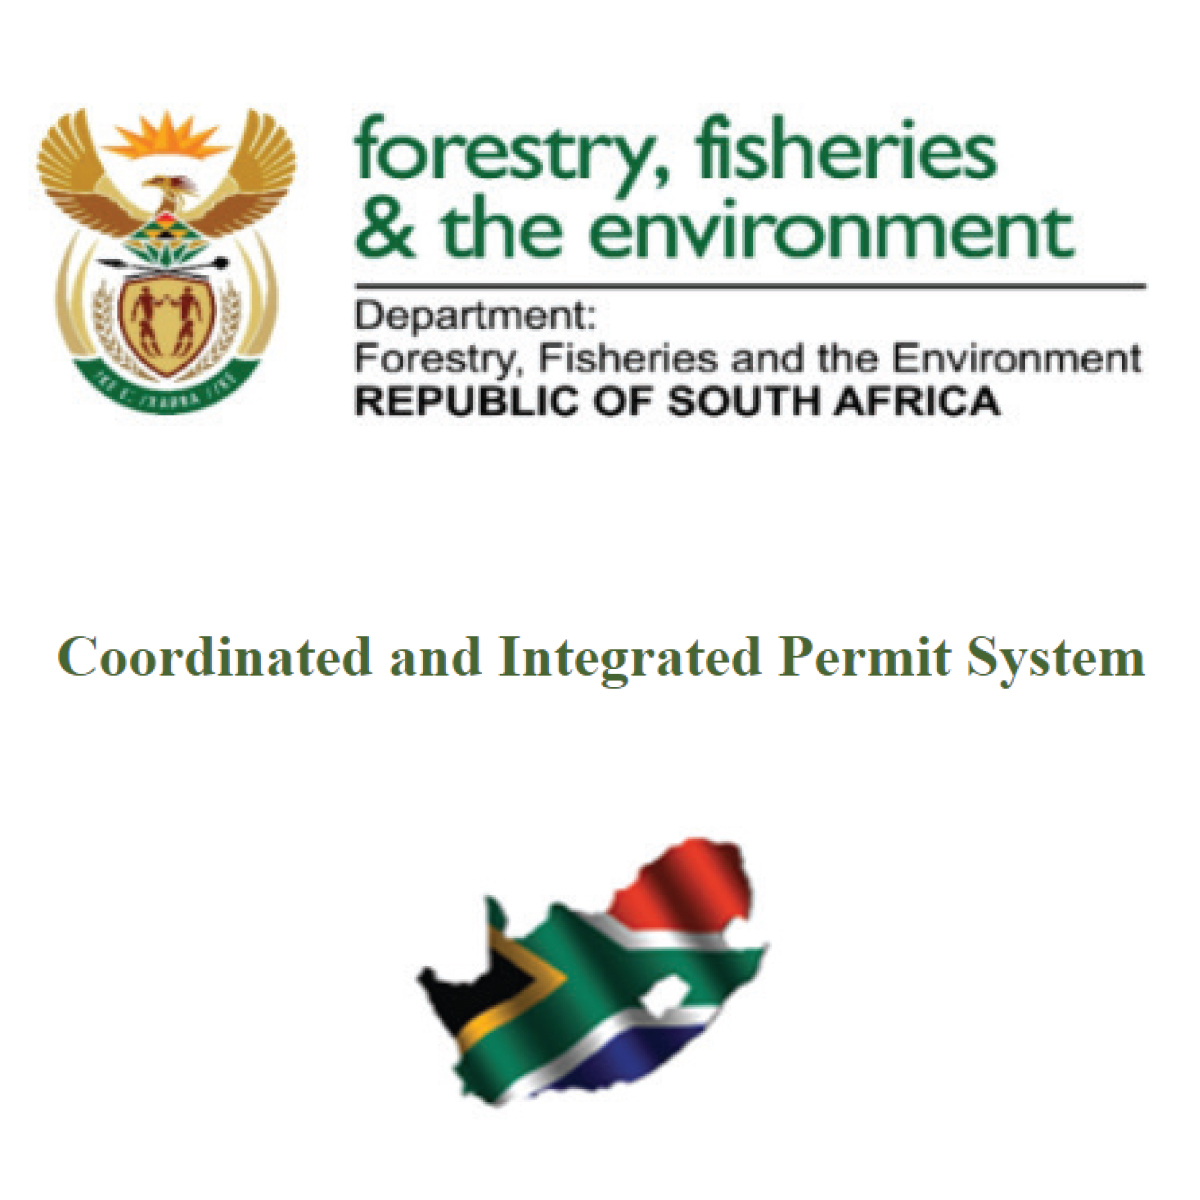 forestry, fisheries
& the environment
Department:
Forestry, Fisheries and the Environment
REPUBLIC OF SOUTH AFRICA
Coordinated and Integrated Permit System